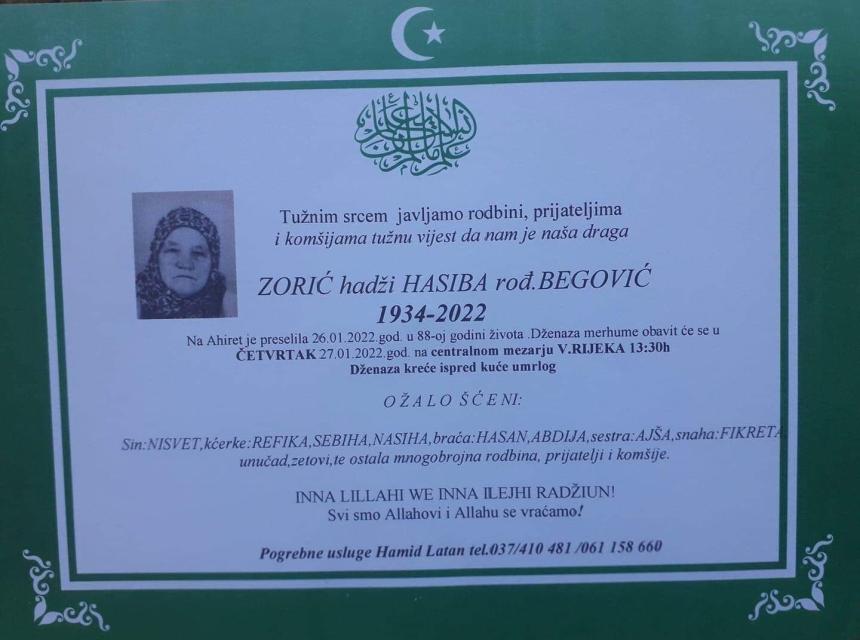 Tužnim srcem javljamo rodbini, prijateljima
i komšijama tužnu vijest da nam je naša draga
ZORIĆ hadži HASIBA rođ.BEGOVIĆ
1934-2022
Na Ahiret je preselila 26.01.2022.god. u 88-oj godini života .Dženaza merhume obavit će se u
ČETVRTAK 27.01.2022.god. na centralnom mezarju V.RIJEKA 13:30h
Dženaza kreće ispred kuće umrlog
O Ž A L O Š Ć E N I:
Sin:NISVET,kćerke:REFIKA,SEBIHA,NASIHA,braća:HASAN,ABDIJA,sestra:AJŠA,snaha:FIKRETA,
unučad,zetovi,te ostala mnogobrojna rodbina, prijatelji i komšije.
INNA LILLAHI WE INNA ILEJHI RADŽIUN!
Svi smo Allahovi i Allahu se vraćamo!
Pogrebne usluge Hamid Latan tel.037/410 481 /061 158 660